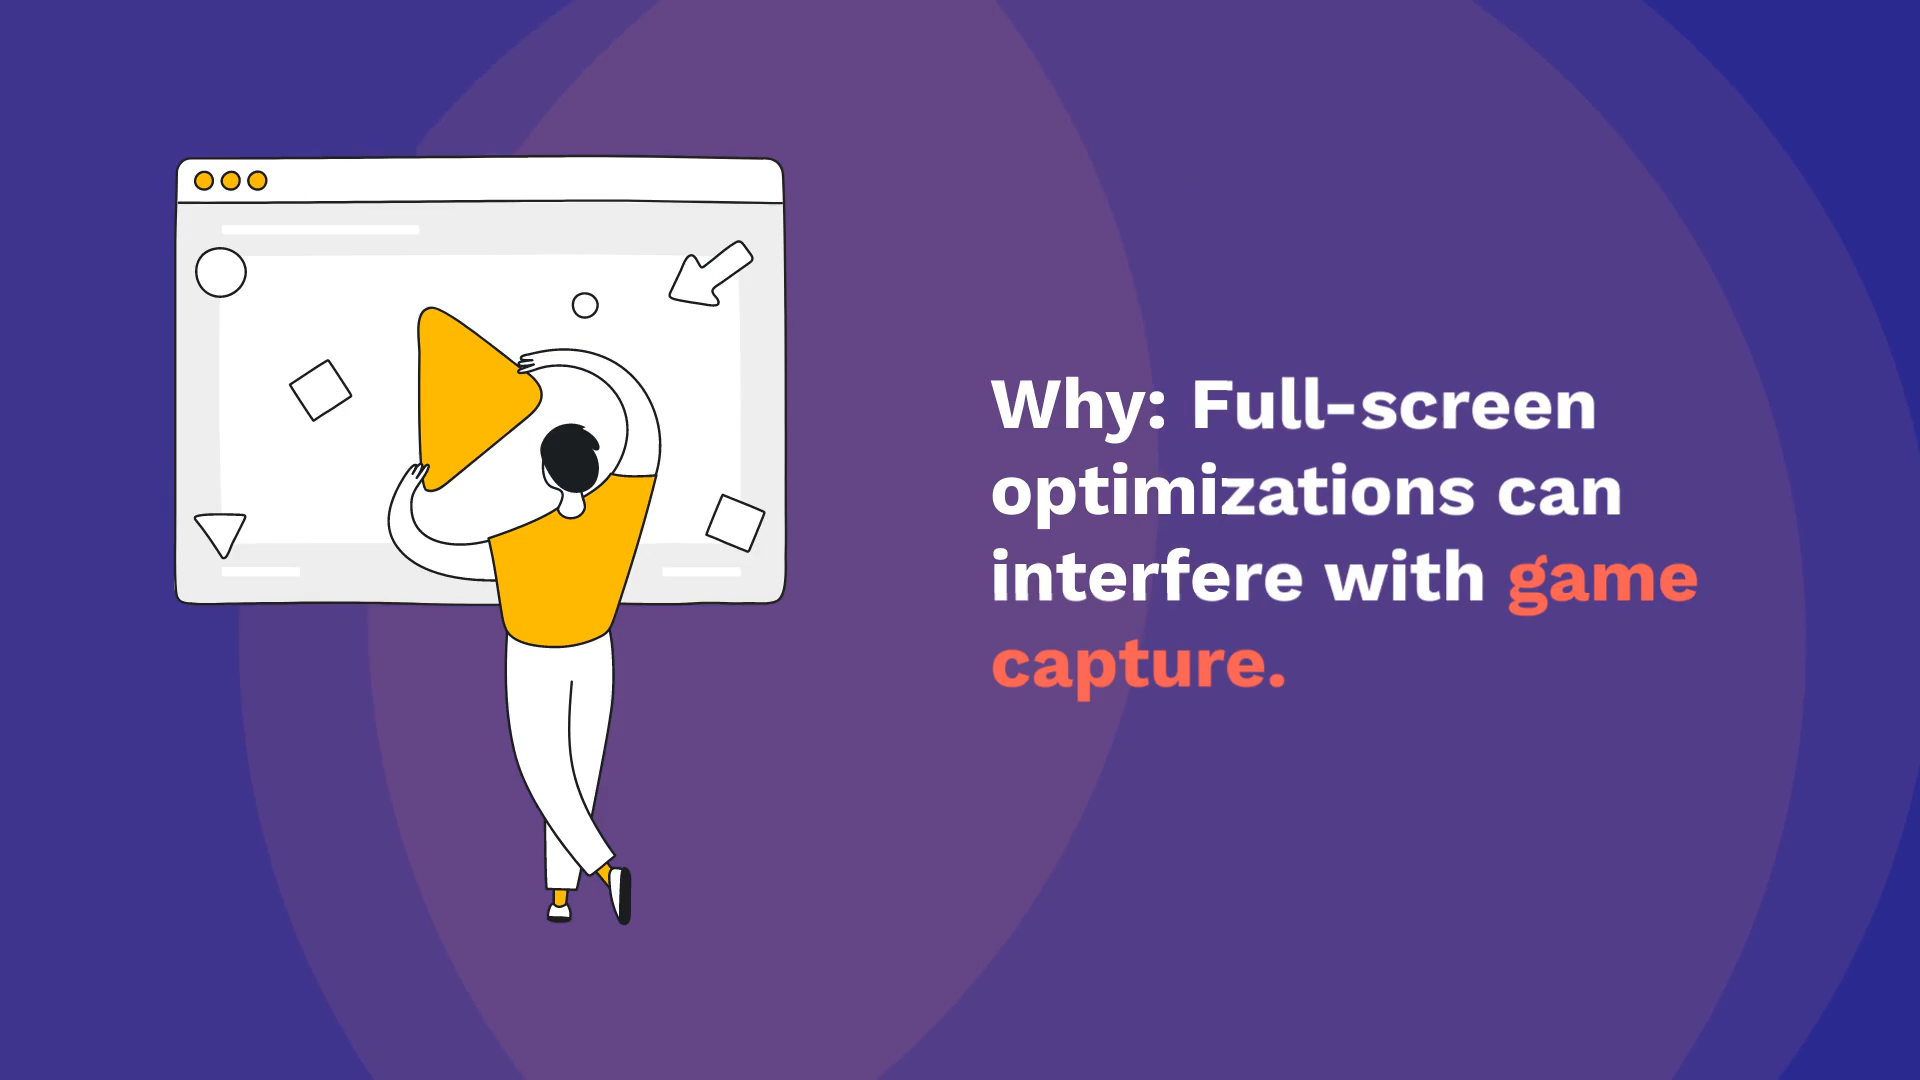 Why: Full-screen
optimizations can
interfere with game
capture.